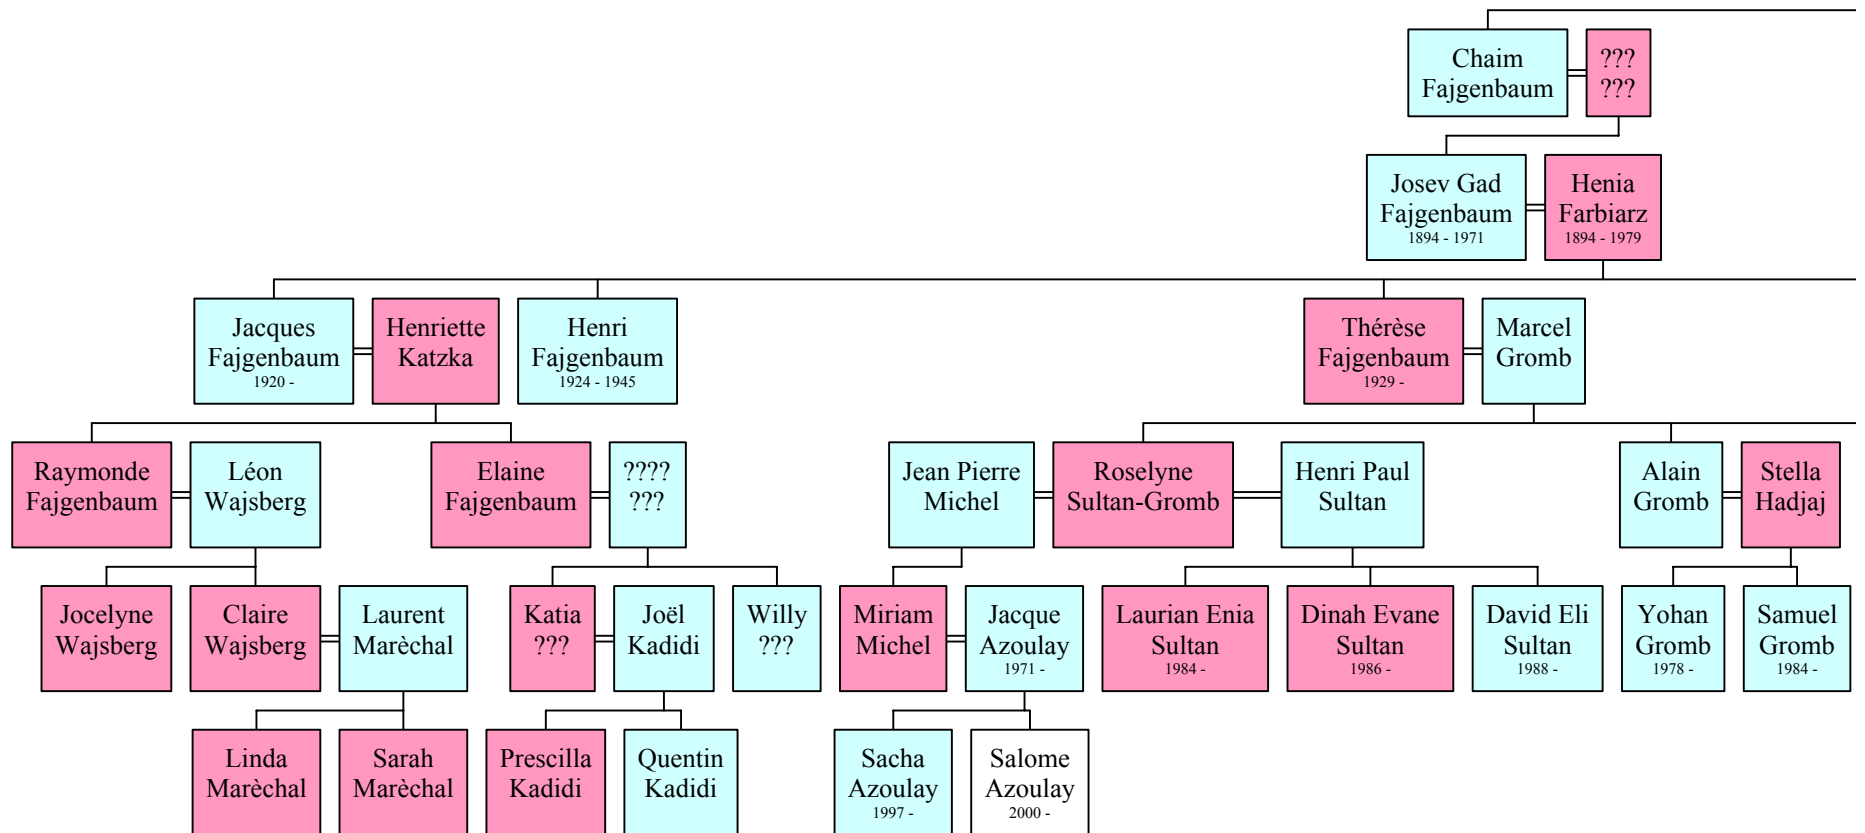 Chaim
Fajgenbaum
???
???
Josev Gad
Fajgenbaum
1894 - 1971
Henia
Farbiarz
1894 - 1979
Jacques
Fajgenbaum
1920 -
Henriette
Katzka
Henri
Fajgenbaum
1924 - 1945
Thérèse
Fajgenbaum
1929 -
Marcel
Gromb
Raymonde
Fajgenbaum
Léon
Wajsberg
Elaine
Fajgenbaum
????
???
Jean Pierre
Michel
Roselyne
Sultan-Gromb
Henri Paul
Sultan
Alain
Gromb
Stella
Hadjaj
Jocelyne
Wajsberg
Claire
Wajsberg
Laurent
Marèchal
Katia
???
Joël
Kadidi
Willy
???
Miriam
Michel
Jacque
Azoulay
1971 -
Laurian Enia
Sultan
1984 -
Dinah Evane
Sultan
1986 -
David Eli
Sultan
1988 -
Yohan
Gromb
1978 -
Samuel
Gromb
1984 -
Linda
Marèchal
Sarah
Marèchal
Prescilla
Kadidi
Quentin
Kadidi
Sacha
Azoulay
1997 -
Salome
Azoulay
2000 -